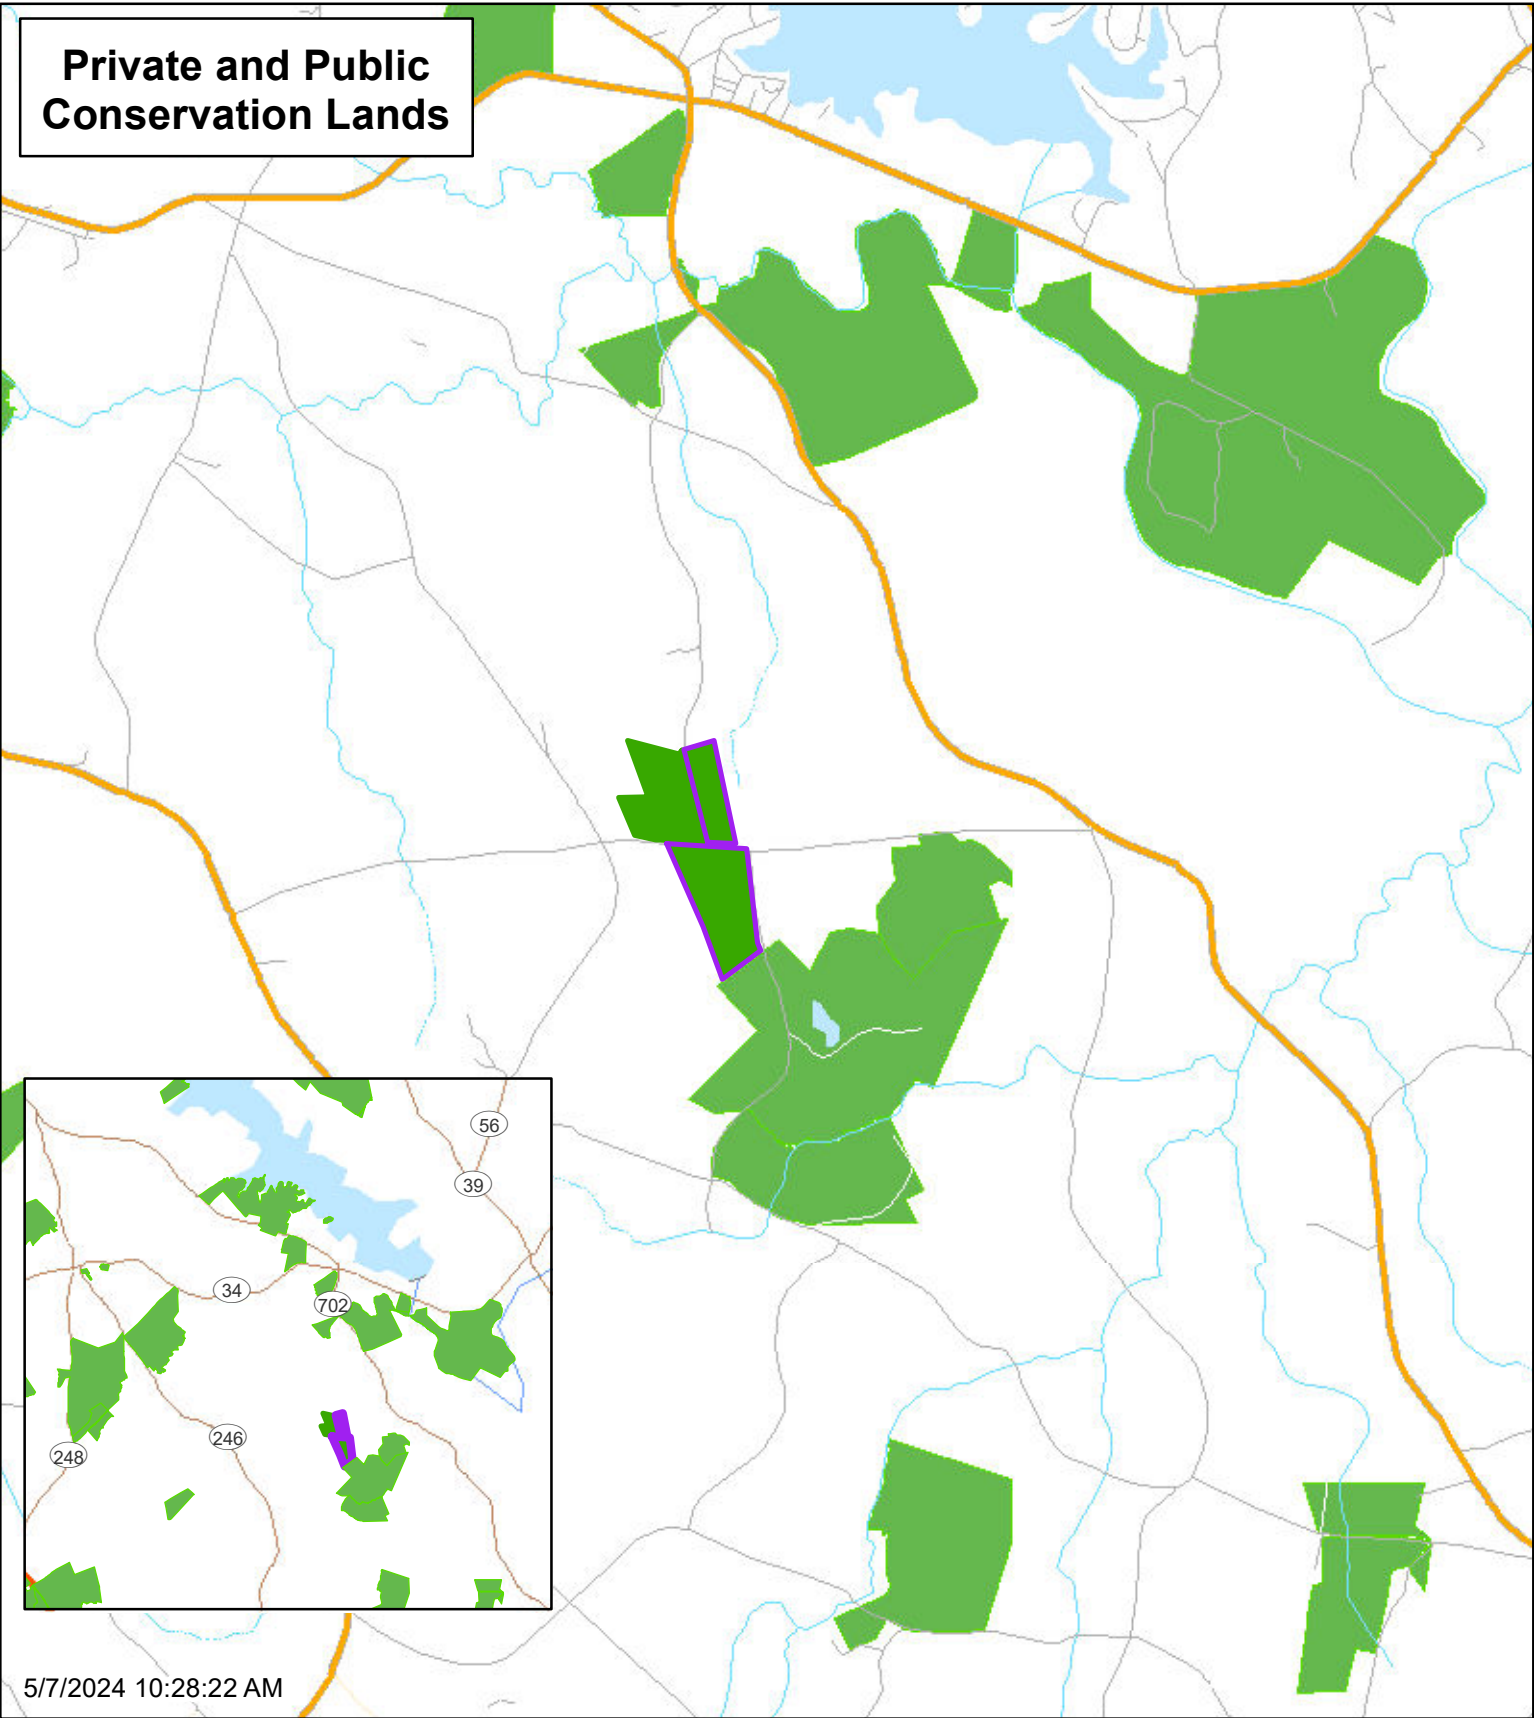 Private and Public
Conservation Lands
56
39
34
702
246
248
5/7/2024 10:28:22 AM